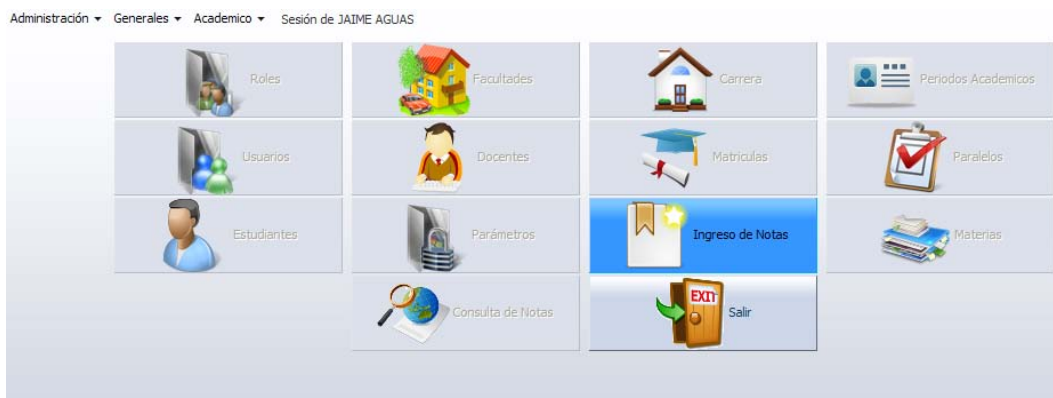 Administración Generales Academico Sesión de JAIME AGUAS
Roles Facultades Carrera Periodos Academicos
Usuarios Docentes Matriculas Paralelos
Estudiantes Parámetros Ingreso de Notas Materias
Consulta de Notas EXIT Salir